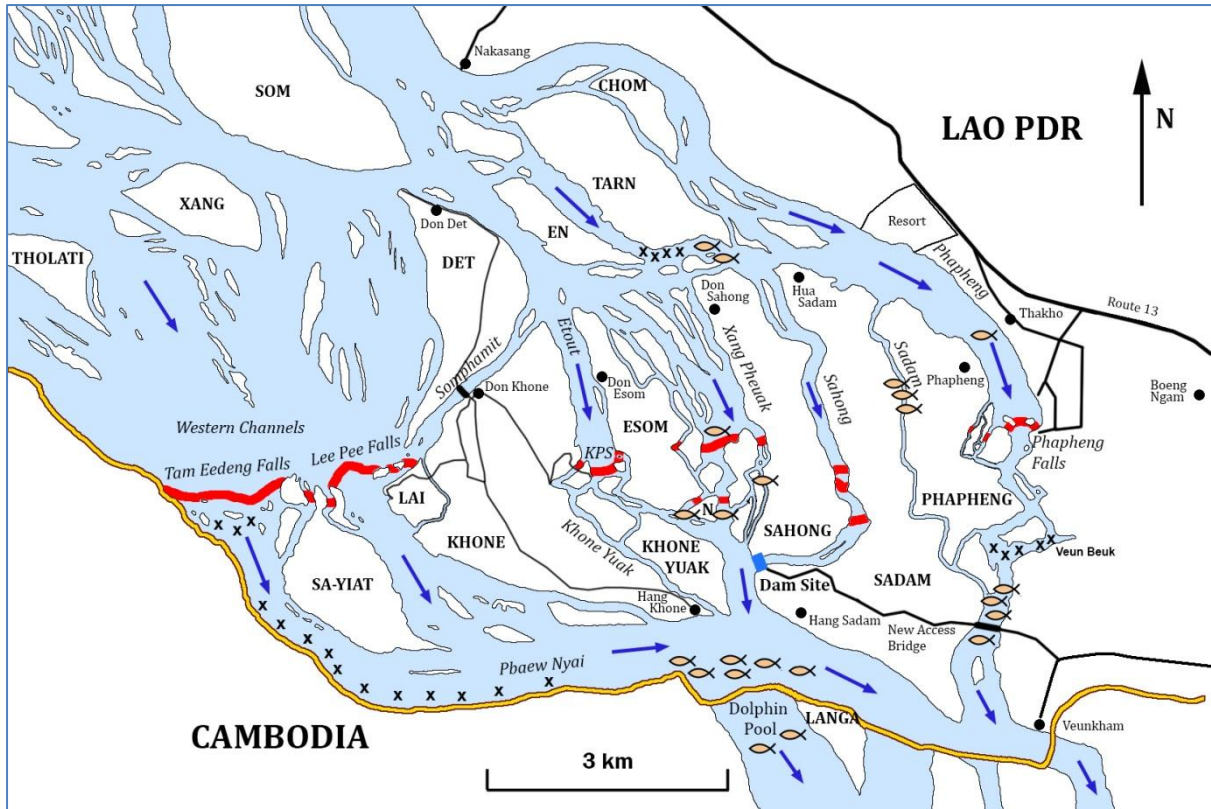 Nakasang
CHOM
SOM
LAO PDR
N
TARN
XANG
Resort
EN
Don Det
THOLATI
DET
Phapheng
Don
Sahong
Hua
Sadam
Route 13
Thakho
Etout
Xang Pheuak
Sadam
Somphamit
Don Khone
Don
Esom
Sahong
Phapheng
Boeng
Ngam
Western Channels
ESOM
Tam Eedeng Falls
Lee Pee Falls
KPS
Phapheng
Falls
LAI
PHAPHENG
N
KHONE
SAHONG
Khone Yuak
KHONE
YUAK
x x x x
Veun Beuk
SA-YIAT
Dam Site
SADAM
Hang
Khone
Hang Sadam
New Access
Bridge
Pbaew Nyai
Dolphin
Pool
LANGA
Veunkham
CAMBODIA
3 km